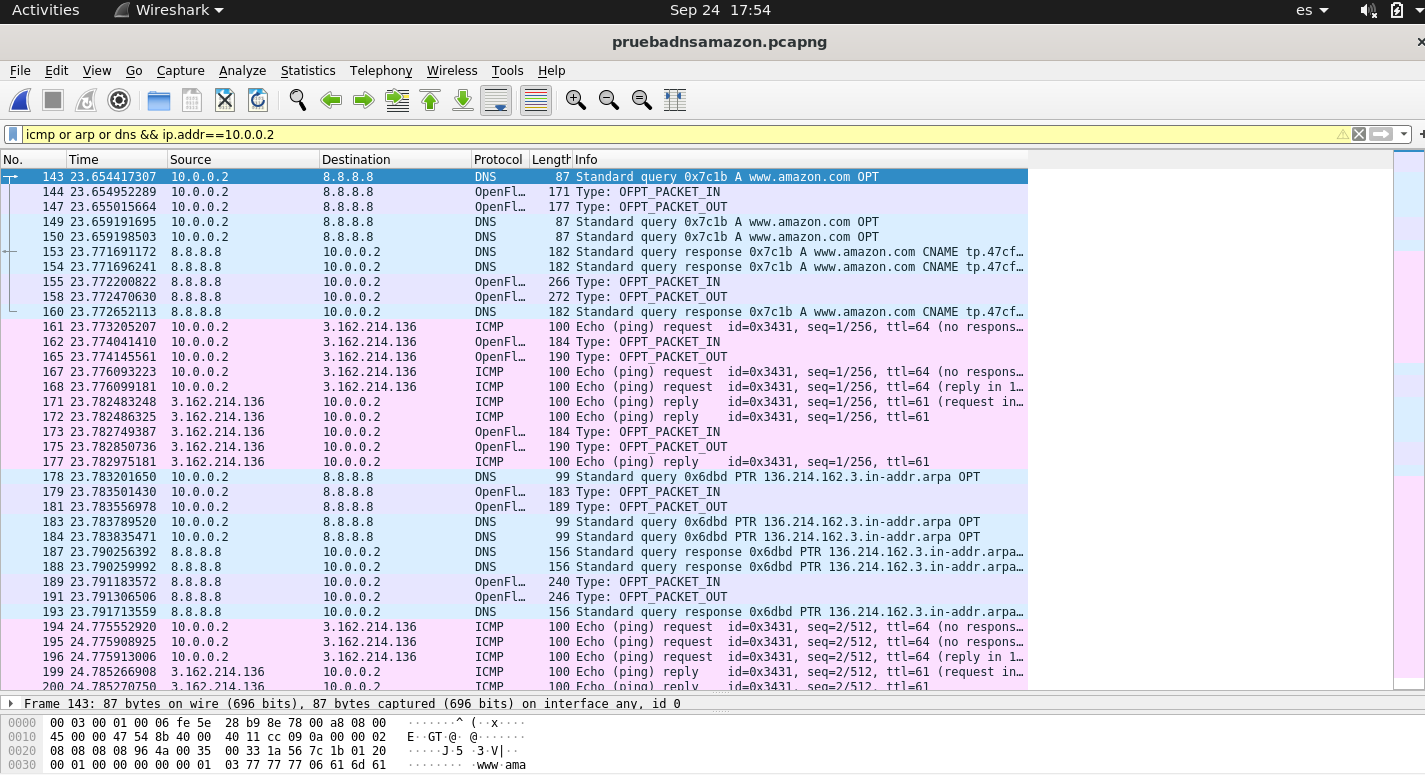 Activities Wireshark Sep 24 17:54 es
pruebadnsamazon.pcapng
File Edit View Go Capture Analyze Statistics Telephony Wireless Tools Help
icmp or arp or dns && ip.addr==10.0.0.2
No. Time Source Destination Protocol Length Info
143 23.654417307 10.0.0.2 8.8.8.8 DNS 87 Standard query 0x7c1b A www.amazon.com OPT
144 23.654952289 10.0.0.2 8.8.8.8 OpenFl… 171 Type: OFPT_PACKET_IN
147 23.655015664 10.0.0.2 8.8.8.8 OpenFl… 177 Type: OFPT_PACKET_OUT
149 23.659191695 10.0.0.2 8.8.8.8 DNS 87 Standard query 0x7c1b A www.amazon.com OPT
150 23.659198503 10.0.0.2 8.8.8.8 DNS 87 Standard query 0x7c1b A www.amazon.com OPT
153 23.771691172 8.8.8.8 10.0.0.2 DNS 182 Standard query response 0x7c1b A www.amazon.com CNAME tp.47cf…
154 23.771696241 8.8.8.8 10.0.0.2 DNS 182 Standard query response 0x7c1b A www.amazon.com CNAME tp.47cf…
155 23.772200822 8.8.8.8 10.0.0.2 OpenFl… 266 Type: OFPT_PACKET_IN
158 23.772470630 8.8.8.8 10.0.0.2 OpenFl… 272 Type: OFPT_PACKET_OUT
160 23.772652113 8.8.8.8 10.0.0.2 DNS 182 Standard query response 0x7c1b A www.amazon.com CNAME tp.47cf…
161 23.773205207 10.0.0.2 3.162.214.136 ICMP 100 Echo (ping) request id=0x3431, seq=1/256, ttl=64 (no respons…
162 23.774041410 10.0.0.2 3.162.214.136 OpenFl… 184 Type: OFPT_PACKET_IN
165 23.774145561 10.0.0.2 3.162.214.136 OpenFl… 190 Type: OFPT_PACKET_OUT
167 23.776093223 10.0.0.2 3.162.214.136 ICMP 100 Echo (ping) request id=0x3431, seq=1/256, ttl=64 (no respons…
168 23.776099181 10.0.0.2 3.162.214.136 ICMP 100 Echo (ping) request id=0x3431, seq=1/256, ttl=64 (reply in 1…
171 23.782483248 3.162.214.136 10.0.0.2 ICMP 100 Echo (ping) reply id=0x3431, seq=1/256, ttl=61 (request in…
172 23.782486325 3.162.214.136 10.0.0.2 ICMP 100 Echo (ping) reply id=0x3431, seq=1/256, ttl=61
173 23.782749387 3.162.214.136 10.0.0.2 OpenFl… 184 Type: OFPT_PACKET_IN
175 23.782850736 3.162.214.136 10.0.0.2 OpenFl… 190 Type: OFPT_PACKET_OUT
177 23.782975181 3.162.214.136 10.0.0.2 ICMP 100 Echo (ping) reply id=0x3431, seq=1/256, ttl=61
178 23.783201650 10.0.0.2 8.8.8.8 DNS 99 Standard query 0x6dbd PTR 136.214.162.3.in-addr.arpa OPT
179 23.783501430 10.0.0.2 8.8.8.8 OpenFl… 183 Type: OFPT_PACKET_IN
181 23.783556978 10.0.0.2 8.8.8.8 OpenFl… 189 Type: OFPT_PACKET_OUT
183 23.783789520 10.0.0.2 8.8.8.8 DNS 99 Standard query 0x6dbd PTR 136.214.162.3.in-addr.arpa OPT
184 23.783835471 10.0.0.2 8.8.8.8 DNS 99 Standard query 0x6dbd PTR 136.214.162.3.in-addr.arpa OPT
187 23.790256392 8.8.8.8 10.0.0.2 DNS 156 Standard query response 0x6dbd PTR 136.214.162.3.in-addr.arpa…
188 23.790259992 8.8.8.8 10.0.0.2 DNS 156 Standard query response 0x6dbd PTR 136.214.162.3.in-addr.arpa…
189 23.791183572 8.8.8.8 10.0.0.2 OpenFl… 240 Type: OFPT_PACKET_IN
191 23.791306506 8.8.8.8 10.0.0.2 OpenFl… 246 Type: OFPT_PACKET_OUT
193 23.791713559 8.8.8.8 10.0.0.2 DNS 156 Standard query response 0x6dbd PTR 136.214.162.3.in-addr.arpa…
194 24.775552920 10.0.0.2 3.162.214.136 ICMP 100 Echo (ping) request id=0x3431, seq=2/512, ttl=64 (no respons…
195 24.775908925 10.0.0.2 3.162.214.136 ICMP 100 Echo (ping) request id=0x3431, seq=2/512, ttl=64 (no respons…
196 24.775913006 10.0.0.2 3.162.214.136 ICMP 100 Echo (ping) request id=0x3431, seq=2/512, ttl=64 (reply in 1…
199 24.785266908 3.162.214.136 10.0.0.2 ICMP 100 Echo (ping) reply id=0x3431, seq=2/512, ttl=61 (request in…
200 24.785270750 3.162.214.136 10.0.0.2 ICMP 100 Echo (ping) reply id=0x3431, seq=2/512, ttl=61
Frame 143: 87 bytes on wire (696 bits), 87 bytes captured (696 bits) on interface any, id 0
0000 00 03 00 01 00 06 fe 5e 28 b9 8e 78 00 a8 08 00 ·······^ (··x····
0010 45 00 00 47 54 8b 40 00 40 11 cc 09 0a 00 00 02 E··GT·@· @·······
0020 08 08 08 08 96 4a 00 35 00 33 1a 56 7c 1b 01 20 ·····J·5 ·3·V|··
0030 00 01 00 00 00 00 00 01 03 77 77 77 06 61 6d 61 ········ ·www·ama